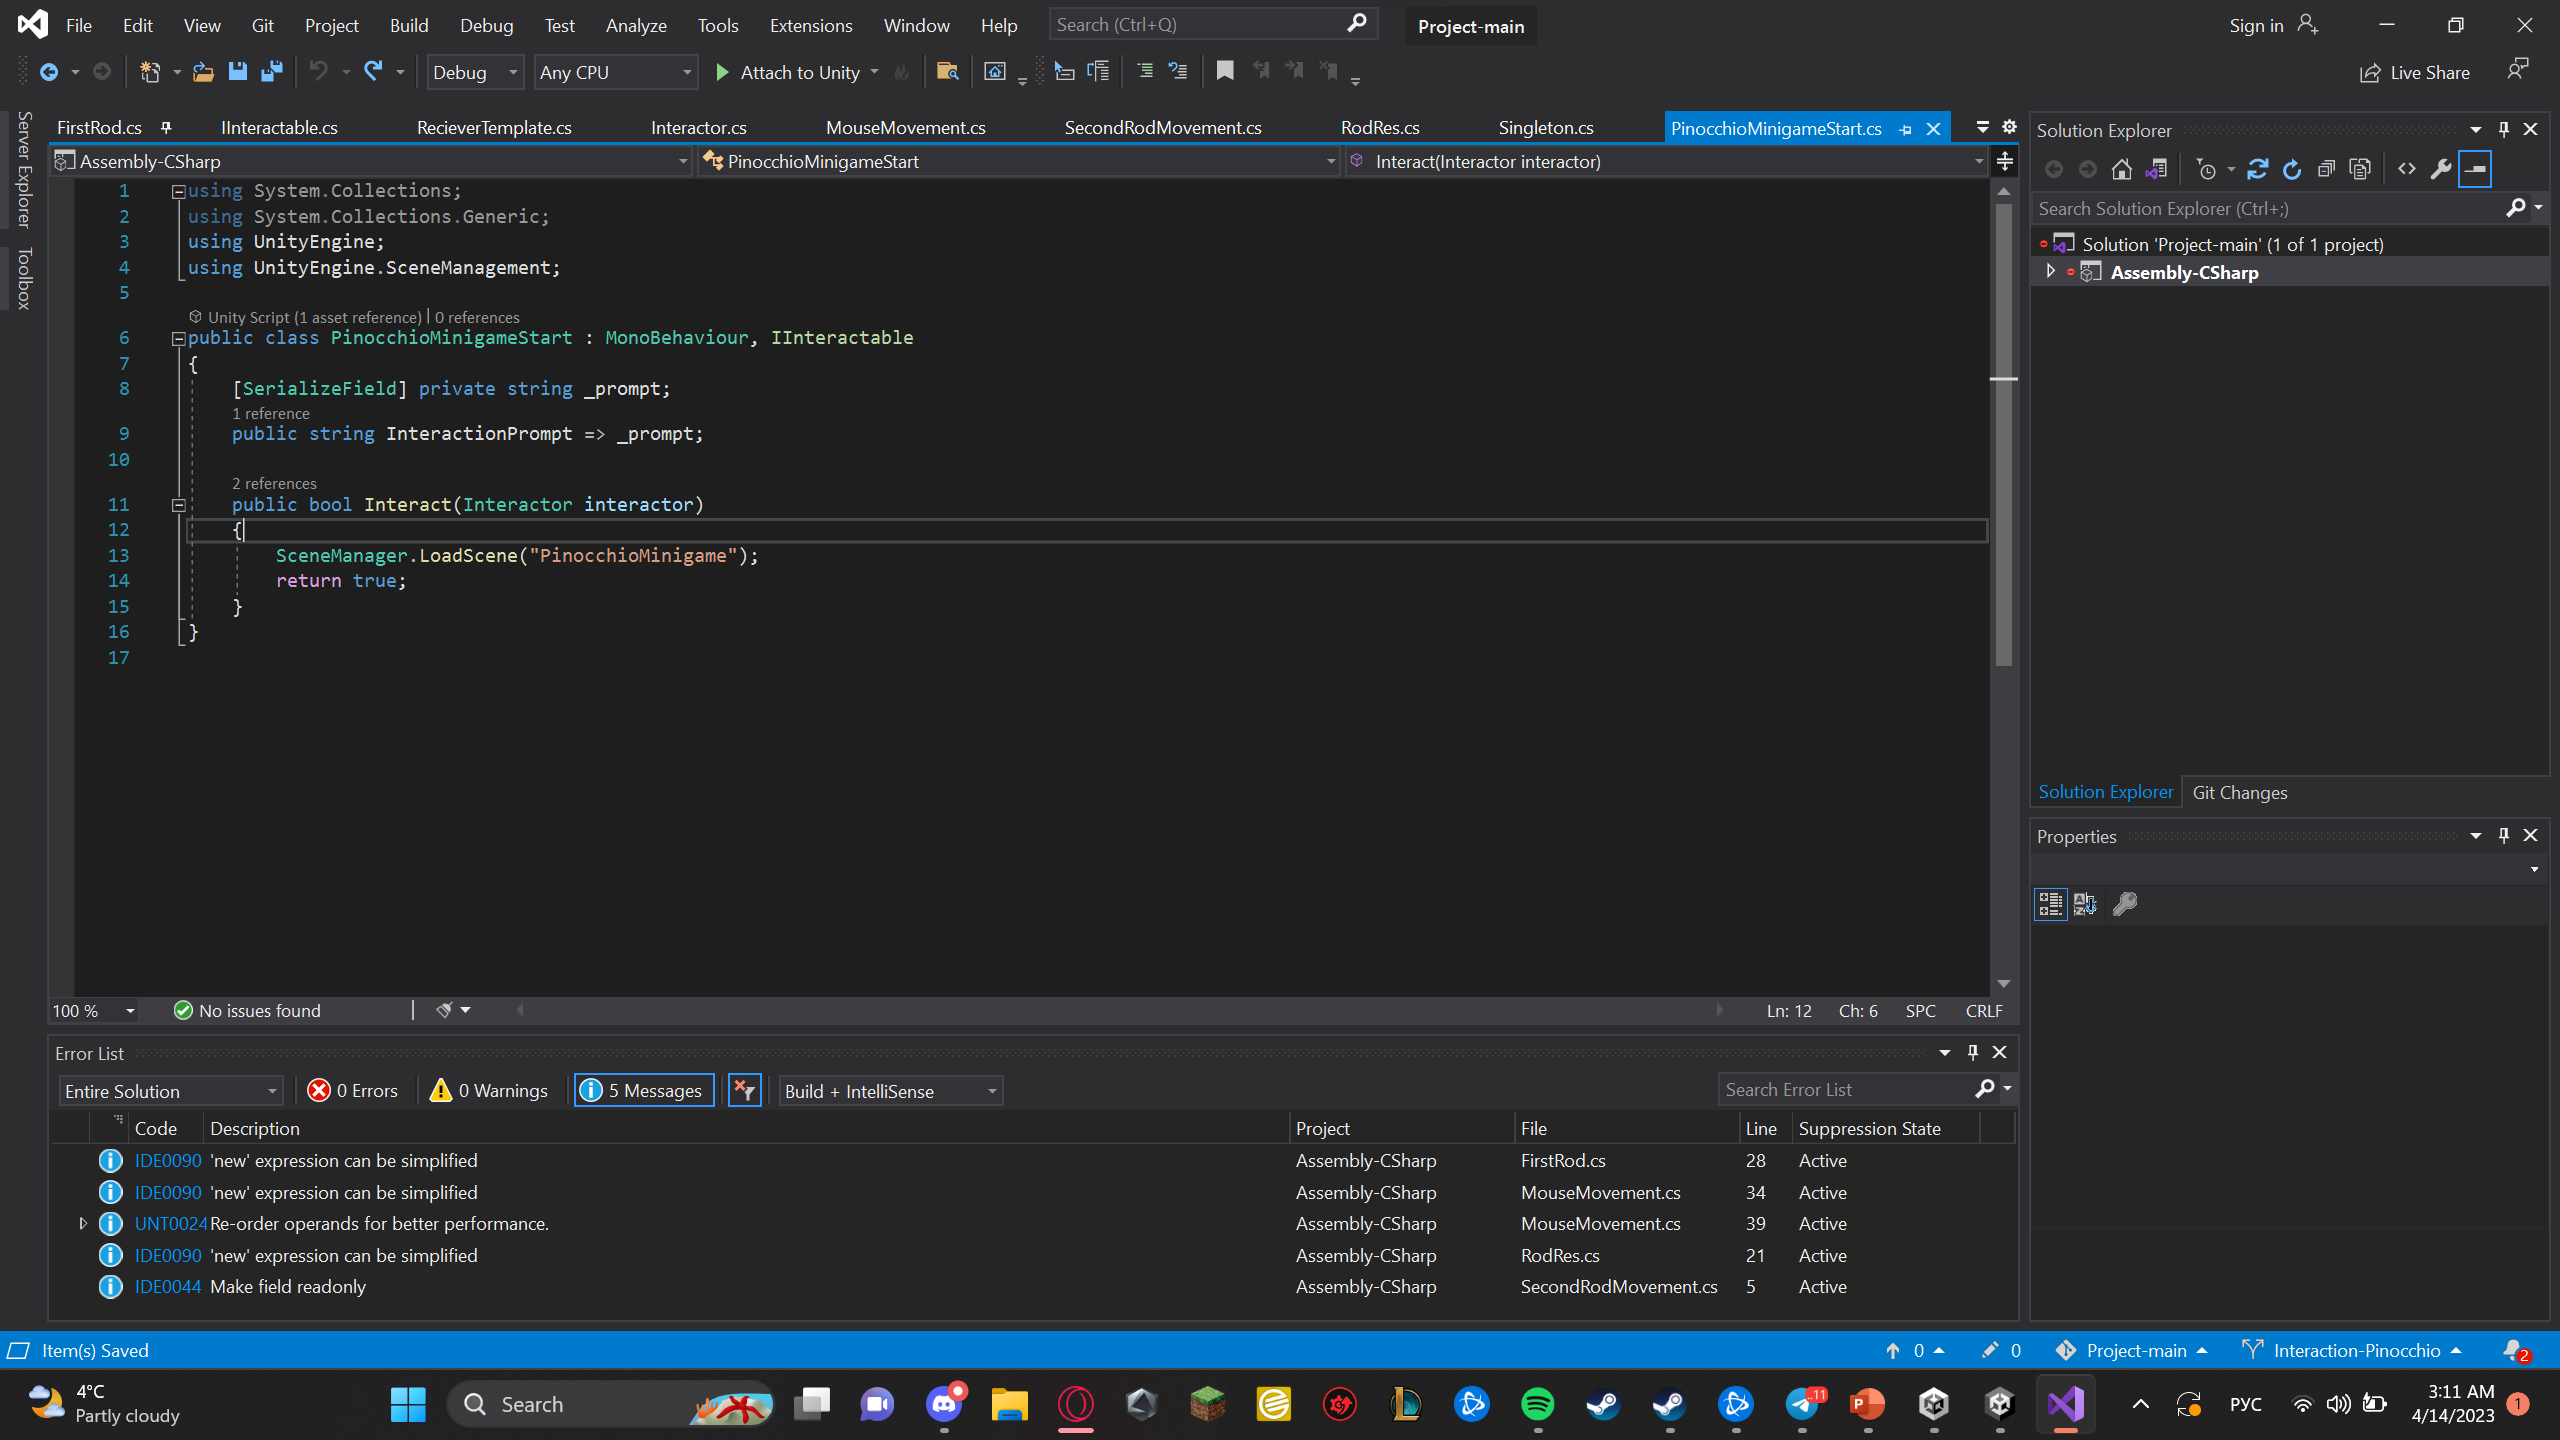 File Edit View Git Project Build Debug Test Analyze Tools Extensions Window Help Search (Ctrl+Q) Project-main Sign in
Debug Any CPU Attach to Unity Live Share
Server Explorer
Toolbox
FirstRod.cs IInteractable.cs RecieverTemplate.cs Interactor.cs MouseMovement.cs SecondRodMovement.cs RodRes.cs Singleton.cs PinocchioMinigameStart.cs
Assembly-CSharp PinocchioMinigameStart Interact(Interactor interactor)
1 using System.Collections;
2 using System.Collections.Generic;
3 using UnityEngine;
4 using UnityEngine.SceneManagement;
5
Unity Script (1 asset reference) | 0 references
6 public class PinocchioMinigameStart : MonoBehaviour, IInteractable
7 {
8 [SerializeField] private string _prompt;
1 reference
9 public string InteractionPrompt => _prompt;
10
2 references
11 public bool Interact(Interactor interactor)
12 {
13 SceneManager.LoadScene("PinocchioMinigame");
14 return true;
15 }
16 }
17
100 % No issues found Ln: 12 Ch: 6 SPC CRLF
Solution Explorer
Search Solution Explorer (Ctrl+;)
Solution 'Project-main' (1 of 1 project)
Assembly-CSharp
Solution Explorer Git Changes
Properties
Error List
Entire Solution 0 Errors 0 Warnings 5 Messages Build + IntelliSense Search Error List
Code Description Project File Line Suppression State
IDE0090 'new' expression can be simplified Assembly-CSharp FirstRod.cs 28 Active
IDE0090 'new' expression can be simplified Assembly-CSharp MouseMovement.cs 34 Active
UNT0024 Re-order operands for better performance. Assembly-CSharp MouseMovement.cs 39 Active
IDE0090 'new' expression can be simplified Assembly-CSharp RodRes.cs 21 Active
IDE0044 Make field readonly Assembly-CSharp SecondRodMovement.cs 5 Active
Item(s) Saved 0 0 Project-main Interaction-Pinocchio 2
4°C
Partly cloudy
Search
11
РУС
3:11 AM
4/14/2023
1